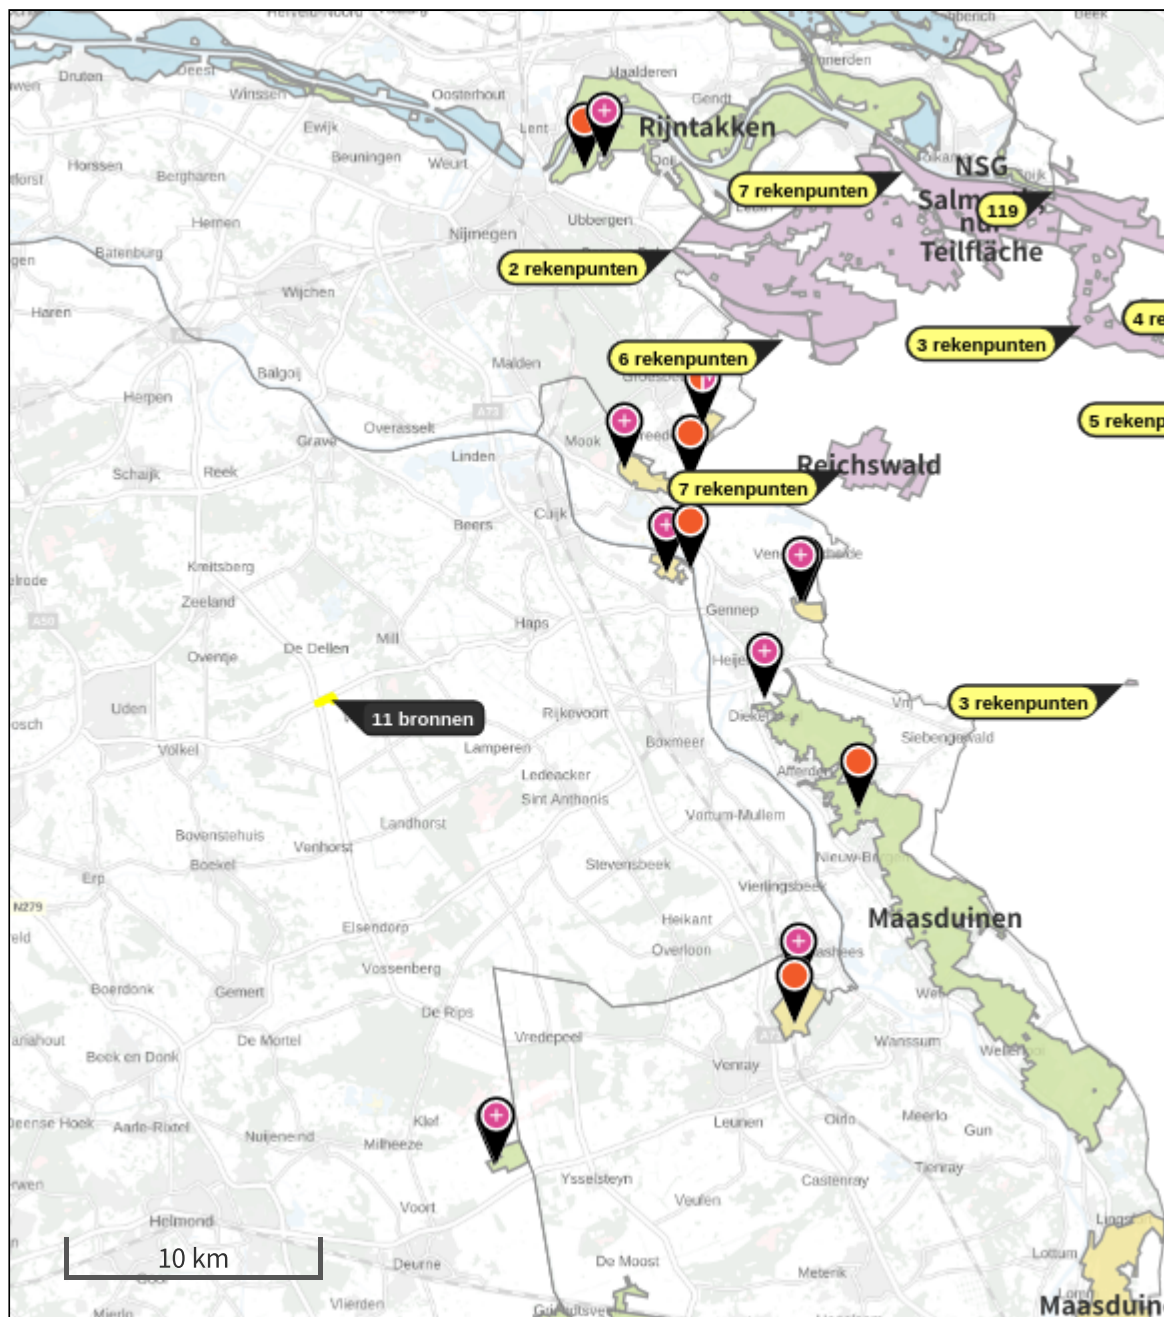 Druten
Deest
Winssen
Oosterhout
Haalderen
Gendt
Lent
Rijntakken
Ewijk
Beuningen
Weurt
Horssen
Bergharen
NSG
7 rekenpunten
119
Ubbergen
Hernen
Nijmegen
Teilfläche
Batenburg
2 rekenpunten
Wijchen
Haren
4 re
3 rekenpunten
6 rekenpunten
Malden
Balgoij
Herpen
A73
5 rekenp
Overasselt
Grave
Mook
Linden
Reichswald
Schaijk
Reek
7 rekenpunten
Cuijk
Beers
Kreitsberg
Zeeland
Gennep
A50
Haps
Mill
De Dellen
Oventje
Uden
11 bronnen
3 rekenpunten
Rijkevoort
Siebengewald
Volkel
Lamperen
Boxmeer
Ledeacker
Sint Anthonis
Vortum-Mullem
Landhorst
Bovenstehuis
Venhorst
Boekel
Stevensbeek
Erp
Vierlingsbeek
N279
Heikant
Maasduinen
Elsendorp
Overloon
Vossenberg
Boerdonk
Gemert
De Rips
Vredepeel
De Mortel
Wanssum
Beek en Donk
Venray
Klef
Leunen
Oirlo
Meerlo
Gun
Aarle-Rixtel
Nuijeneind
Milheeze
Tienray
Ysselsteyn
Castenray
Veulen
Voort
Helmond
10 km
Lottum
Deurne
De Moost
Meterik
Vlierden
Mierlo
Maasduin